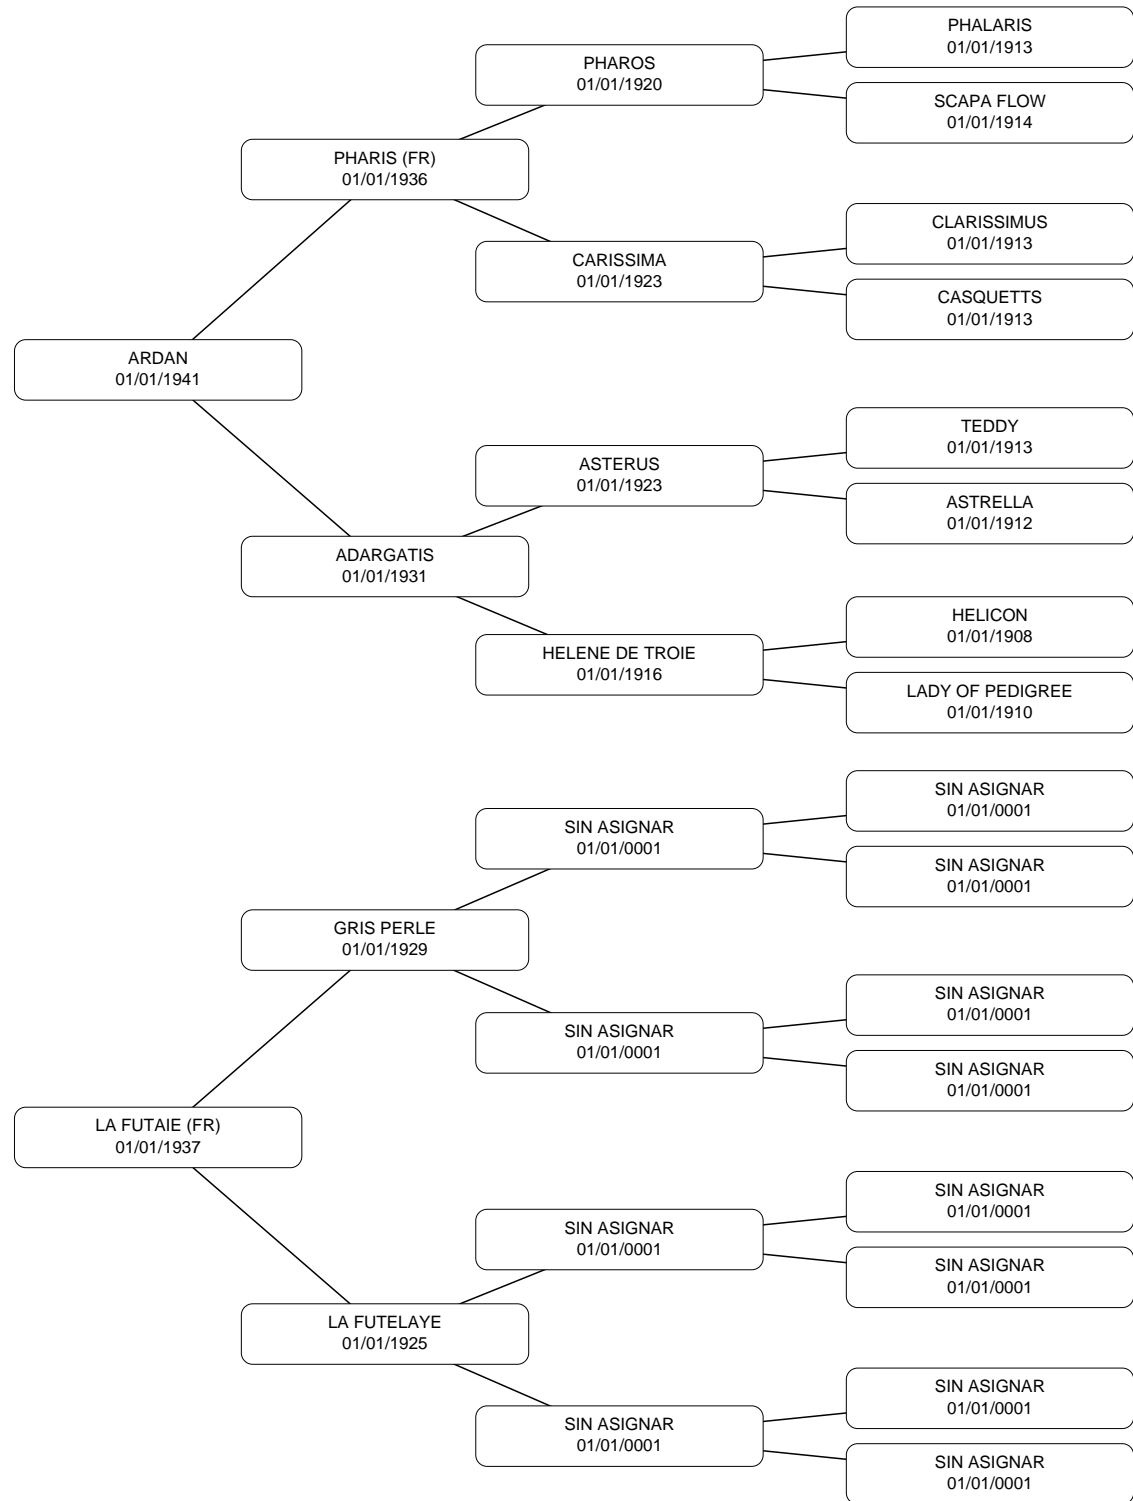 PHALARIS
01/01/1913
PHAROS
01/01/1920
SCAPA FLOW
01/01/1914
PHARIS (FR)
01/01/1936
CLARISSIMUS
01/01/1913
CARISSIMA
01/01/1923
CASQUETTS
01/01/1913
ARDAN
01/01/1941
TEDDY
01/01/1913
ASTERUS
01/01/1923
ASTRELLA
01/01/1912
ADARGATIS
01/01/1931
HELICON
01/01/1908
HELENE DE TROIE
01/01/1916
LADY OF PEDIGREE
01/01/1910
SIN ASIGNAR
01/01/0001
SIN ASIGNAR
01/01/0001
SIN ASIGNAR
01/01/0001
GRIS PERLE
01/01/1929
SIN ASIGNAR
01/01/0001
SIN ASIGNAR
01/01/0001
SIN ASIGNAR
01/01/0001
LA FUTAIE (FR)
01/01/1937
SIN ASIGNAR
01/01/0001
SIN ASIGNAR
01/01/0001
SIN ASIGNAR
01/01/0001
LA FUTELAYE
01/01/1925
SIN ASIGNAR
01/01/0001
SIN ASIGNAR
01/01/0001
SIN ASIGNAR
01/01/0001